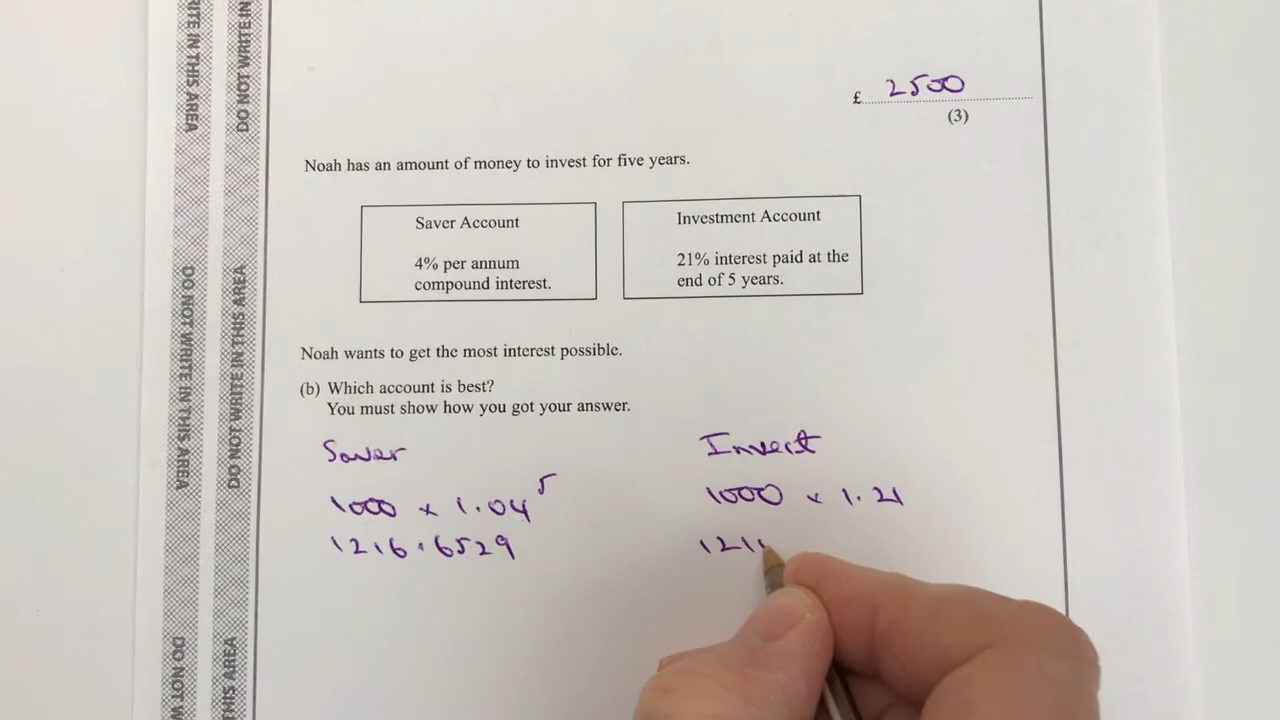 RITE IN THIS AREA
DO NOT WRITE IN
DO NOT WRITE IN THIS AREA
DO NOT WRITE IN THIS AREA
DO NOT W
THIS AREA
£ 2500
(3)
Noah has an amount of money to invest for five years.
Saver Account
4% per annum
compound interest.
Investment Account
21% interest paid at the
end of 5 years.
Noah wants to get the most interest possible.
(b) Which account is best?
You must show how you got your answer.
Saver
1000 × 1.04⁵
1216.6529
Invest
1000 × 1.21
121